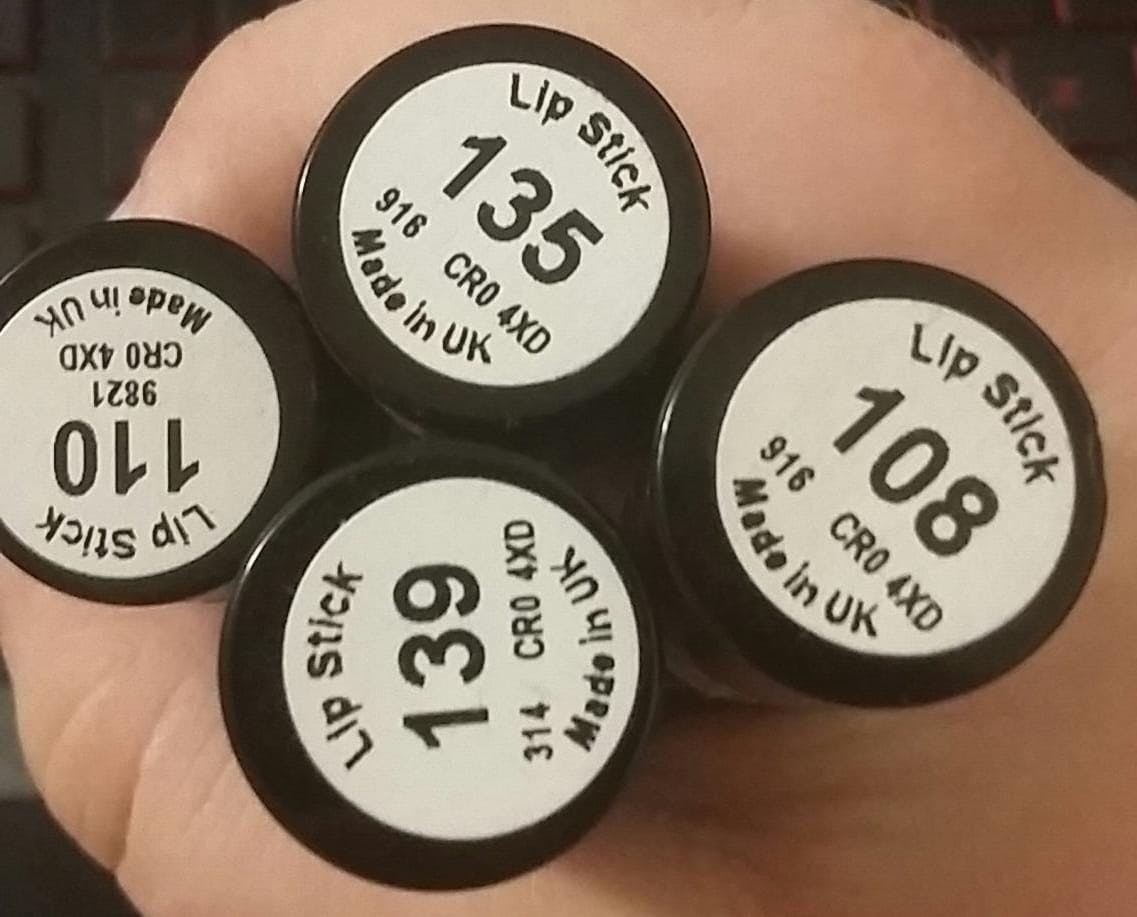 Lip Stick
135
916 CR0 4XD
Made in UK
Lip Stick
110
9821
CR0 4XD
Made in UK
Lip Stick
108
916 CR0 4XD
Made in UK
Lip Stick
139
314 CR0 4XD
Made in UK